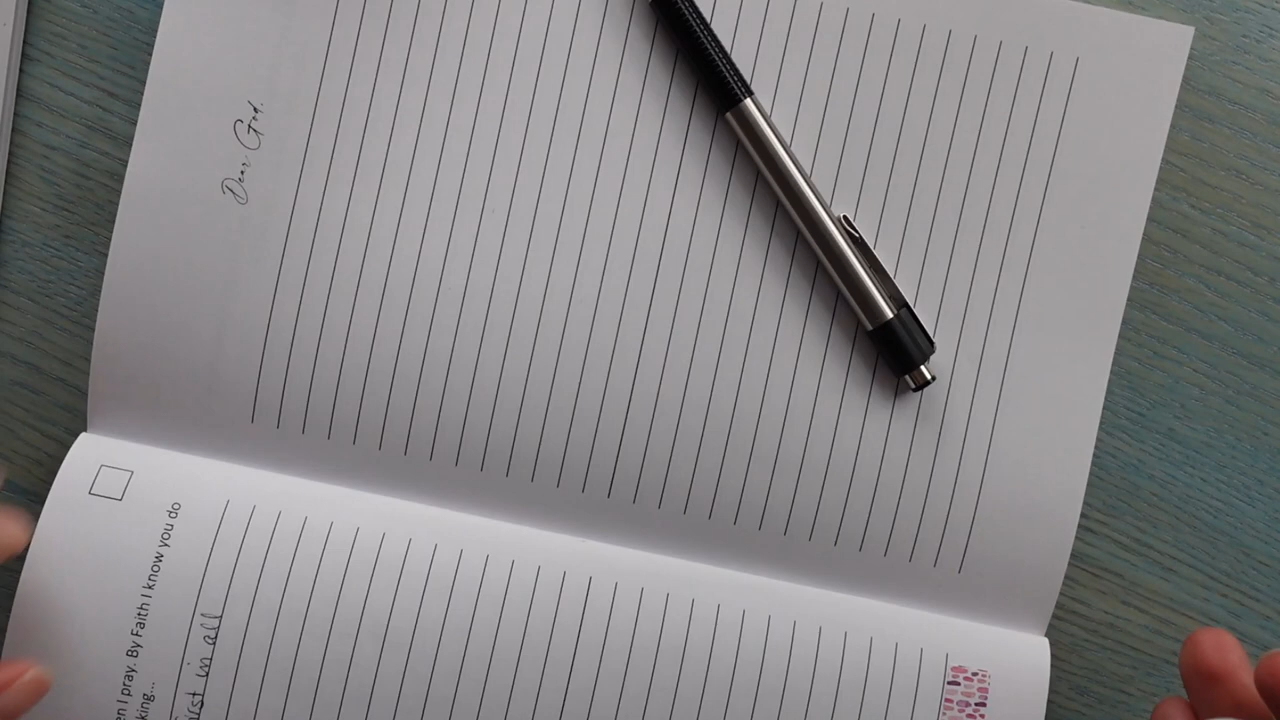 Dear, God,
en I pray. By Faith I know you do
king...
ust in all